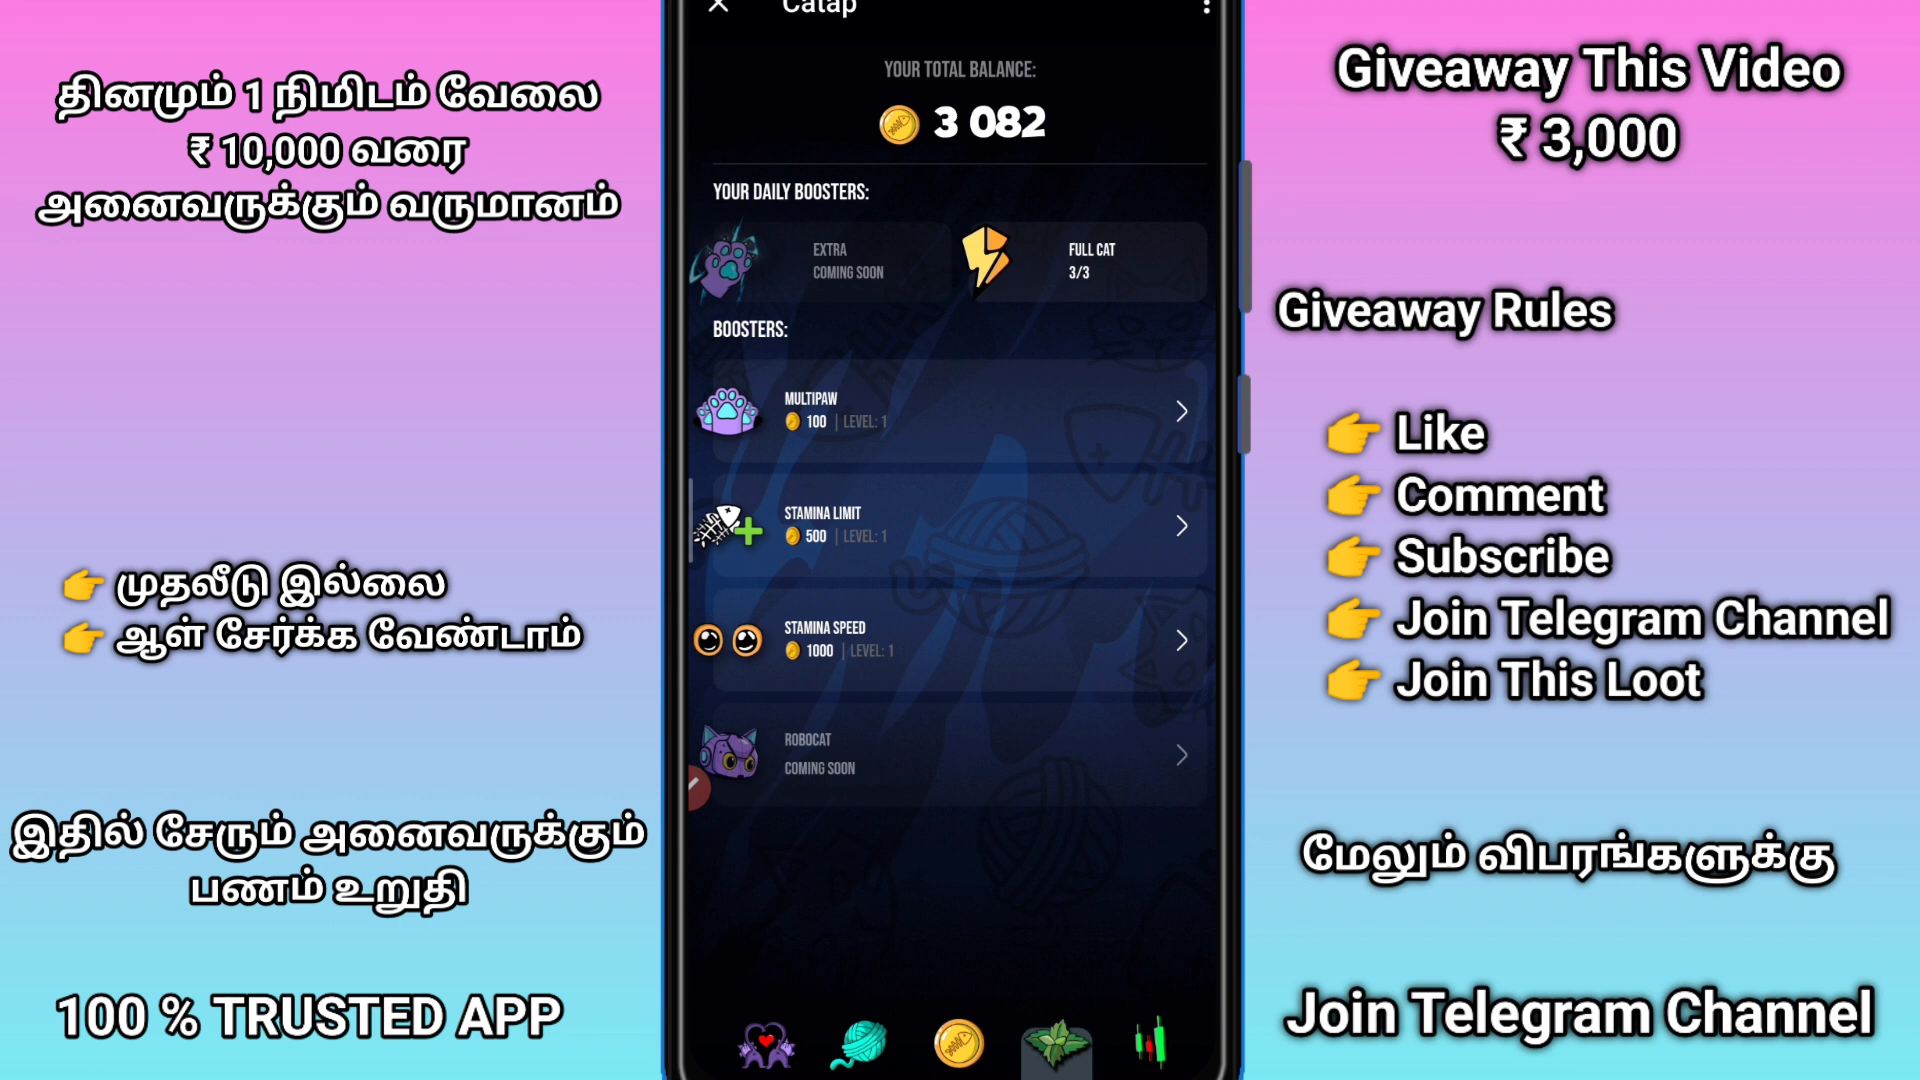 தினமும் 1 நிமிடம் வேலை
₹ 10,000 வரை
அனைவருக்கும் வருமானம்
👉 முதலீடு இல்லை
👉 ஆள் சேர்க்க வேண்டாம்
இதில் சேரும் அனைவருக்கும்
பணம் உறுதி
100 % TRUSTED APP
Catap
YOUR TOTAL BALANCE:
3 082
YOUR DAILY BOOSTERS:
EXTRA
COMING SOON
FULL CAT
3/3
BOOSTERS:
MULTIPAW
100 | LEVEL: 1
STAMINA LIMIT
500 | LEVEL: 1
STAMINA SPEED
1000 | LEVEL: 1
ROBOCAT
COMING SOON
Giveaway This Video
₹ 3,000
Giveaway Rules
👉 Like
👉 Comment
👉 Subscribe
👉 Join Telegram Channel
👉 Join This Loot
மேலும் விபரங்களுக்கு
Join Telegram Channel